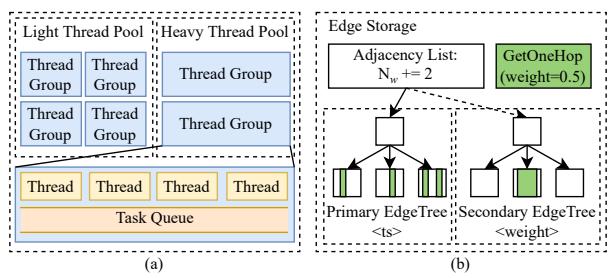 Light Thread Pool
Heavy Thread Pool
Thread
Group
Thread
Group
Thread Group
Thread
Group
Thread
Group
Thread Group
Thread
Thread
Thread
Thread
Task Queue
(a)
Edge Storage
Adjacency List:
N_w += 2
GetOneHop
(weight=0.5)
Primary EdgeTree
<ts>
Secondary EdgeTree
<weight>
(b)